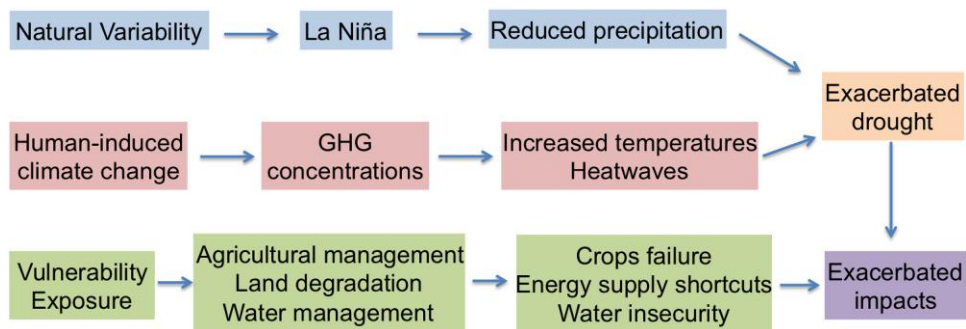 Natural Variability
La Niña
Reduced precipitation
Exacerbated
drought
Human-induced
climate change
GHG
concentrations
Increased temperatures
Heatwaves
Vulnerability
Exposure
Agricultural management
Land degradation
Water management
Crops failure
Energy supply shortcuts
Water insecurity
Exacerbated
impacts